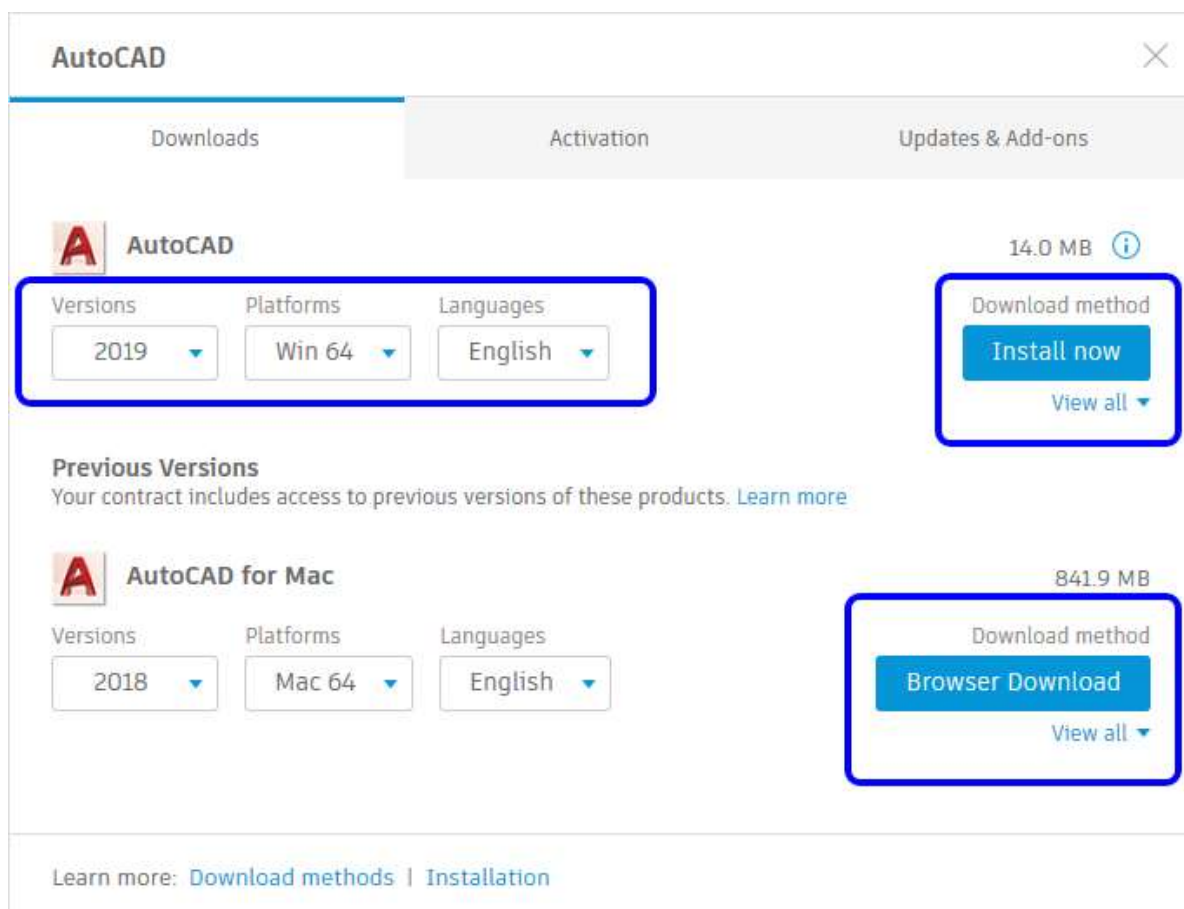 AutoCAD
Downloads Activation Updates & Add-ons
AutoCAD 14.0 MB
Versions Platforms Languages Download method
2019 Win 64 English Install now
View all
Previous Versions
Your contract includes access to previous versions of these products. Learn more
AutoCAD for Mac 841.9 MB
Versions Platforms Languages Download method
2018 Mac 64 English Browser Download
View all
Learn more: Download methods | Installation